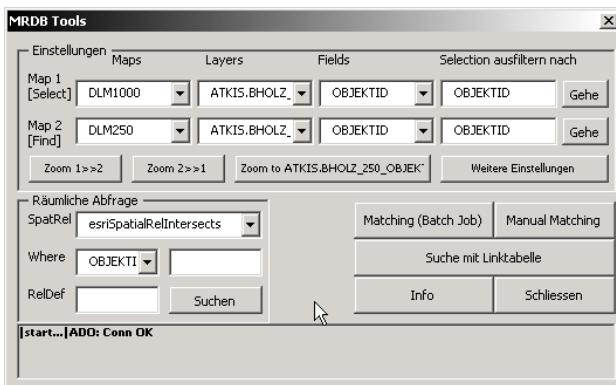 MRDB Tools
Einstellungen
Maps Layers Fields Selection ausfiltern nach
Map 1
[Select] DLM1000 ATKIS.BHOLZ_ OBJEKTID OBJEKTID Gehe
Map 2
[Find] DLM250 ATKIS.BHOLZ_ OBJEKTID OBJEKTID Gehe
Zoom 1>>2 Zoom 2>>1 Zoom to ATKIS.BHOLZ_250_OBJEK Weitere Einstellungen
Räumliche Abfrage
SpatRel esriSpatialRelIntersects
Where OBJEKTI
RelDef Suchen
Matching (Batch Job) Manual Matching
Suche mit Linktabelle
Info Schliessen
|start...|ADO: Conn OK